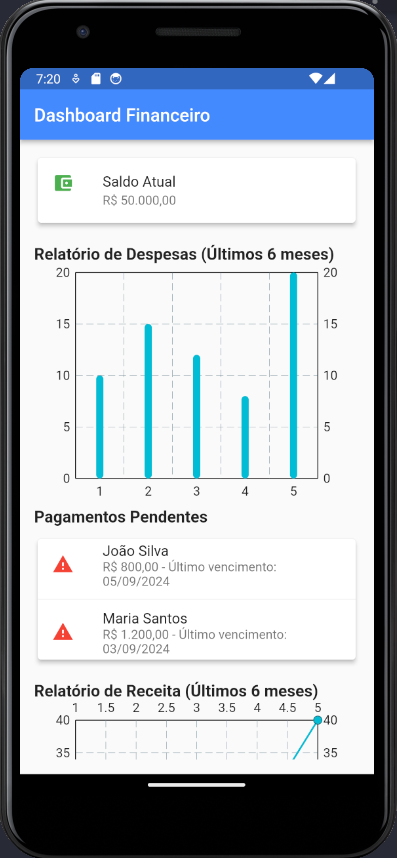 7:20
Dashboard Financeiro
Saldo Atual
R$ 50.000,00
Relatório de Despesas (Últimos 6 meses)
20 20
15 15
10 10
5 5
0 0
1 2 3 4 5
Pagamentos Pendentes
João Silva
R$ 800,00 - Último vencimento:
05/09/2024
Maria Santos
R$ 1.200,00 - Último vencimento:
03/09/2024
Relatório de Receita (Últimos 6 meses)
1 1.5 2 2.5 3 3.5 4 4.5 5
40 40
35 35